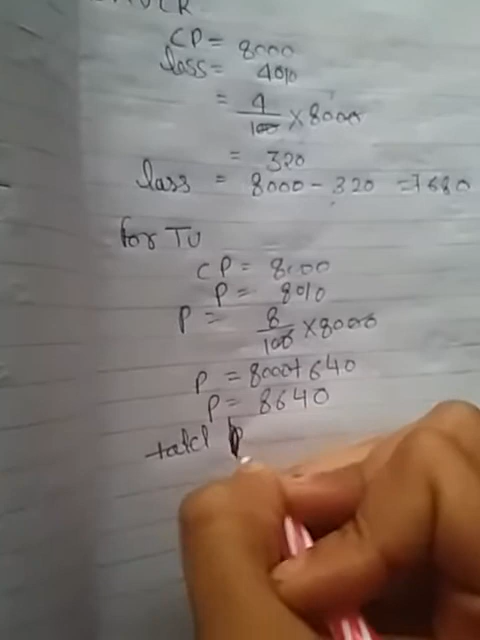 CP = 8000
loss = 4%
= 4/100 × 8000
= 320
loss = 8000 - 320 = 7680
for TV
CP = 8000
P = 8%
P = 8/100 × 8000
P = 8000 + 640
P = 8640